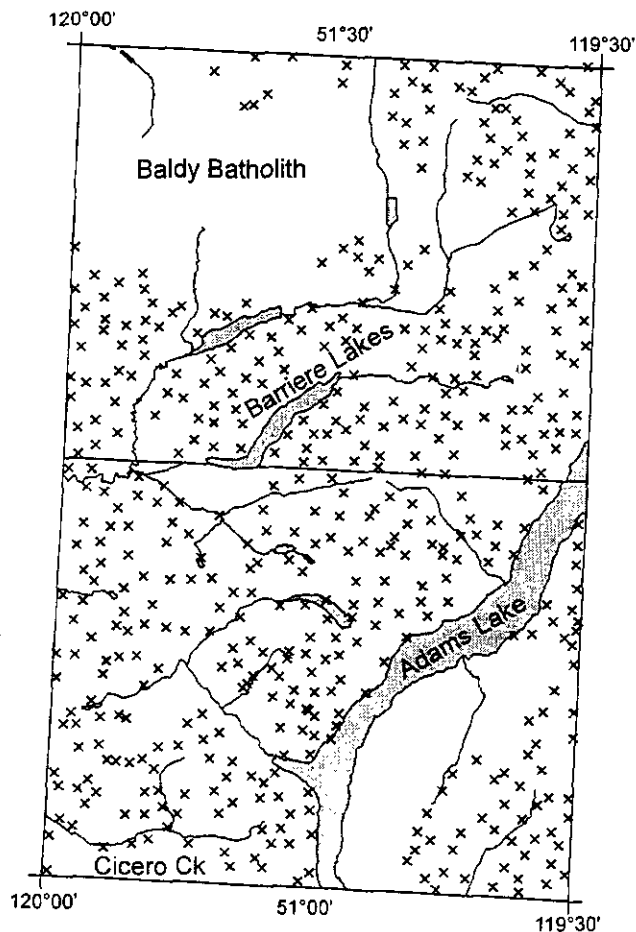 120°00'
51°30'
119°30'
Baldy Batholith
Barriere Lakes
Adams Lake
Cicero Ck
120°00'
51°00'
119°30'